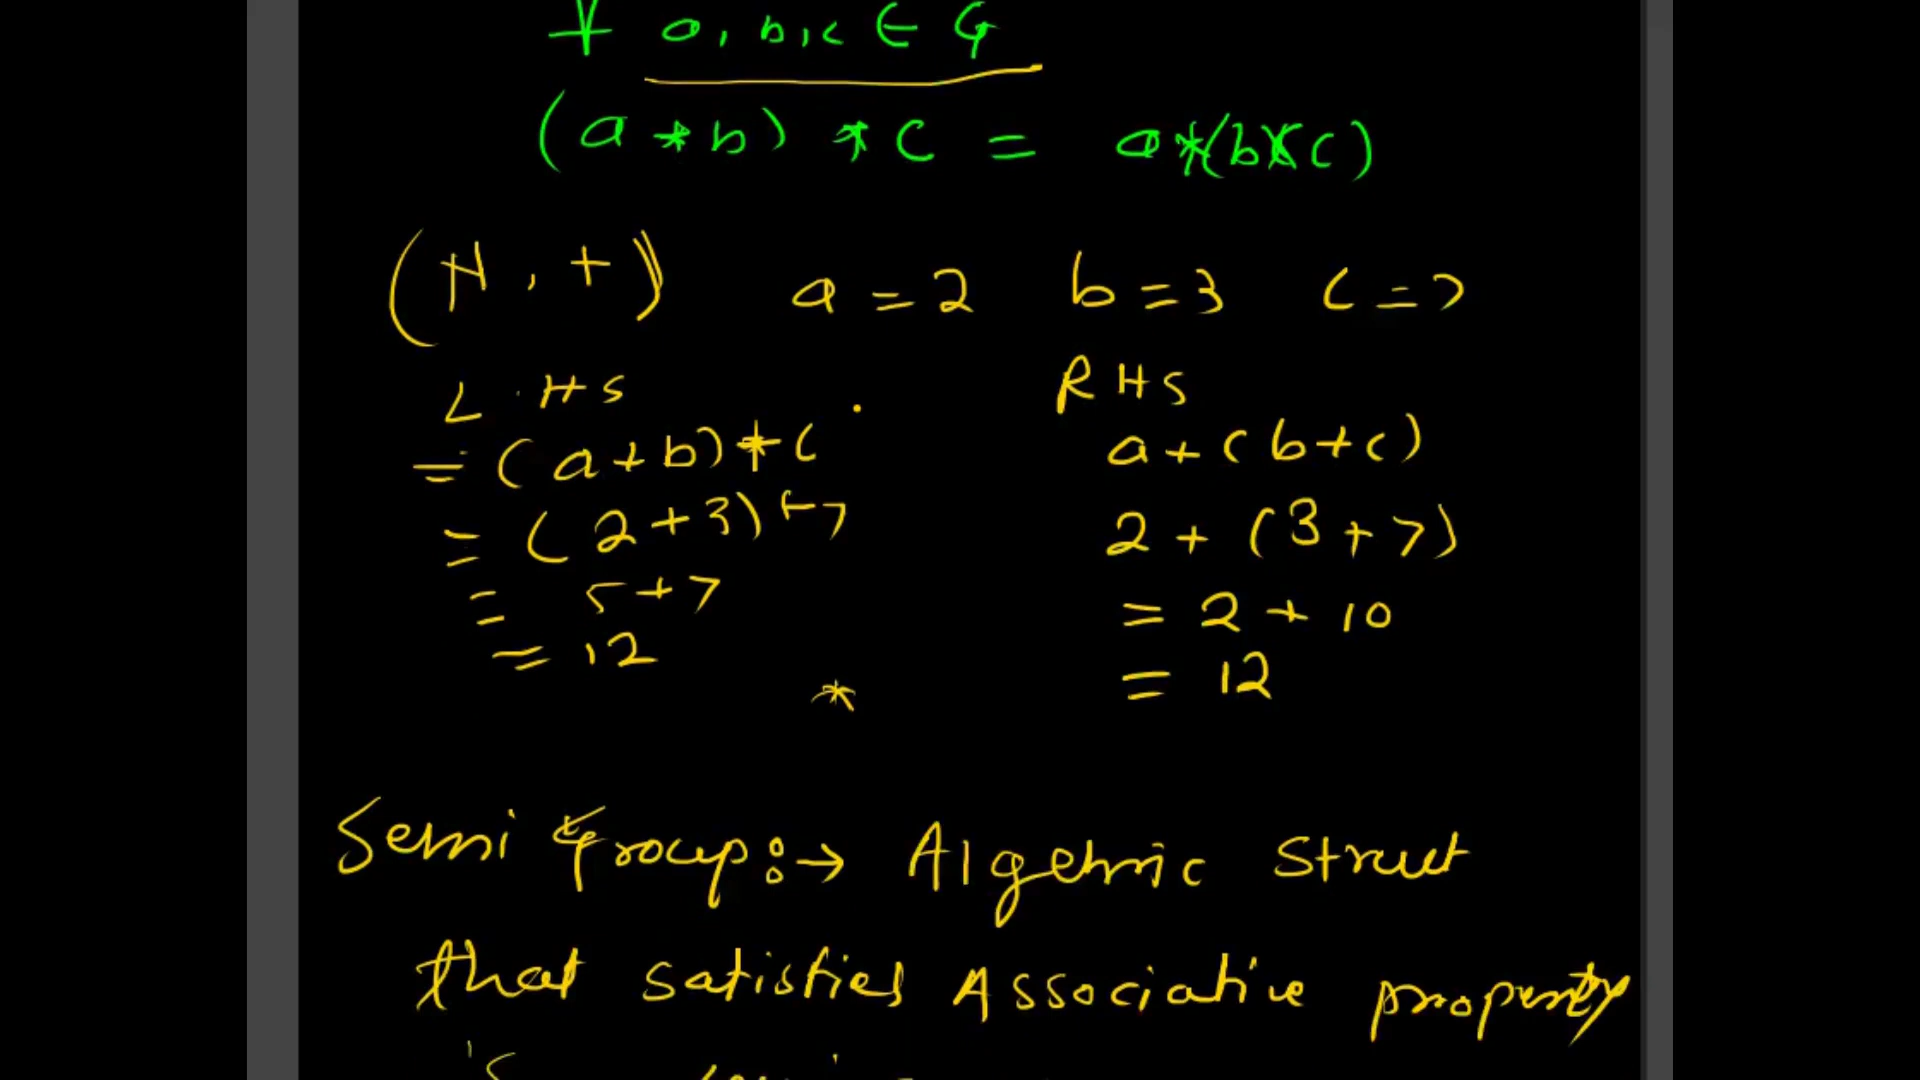 ∀ a, b, c ∈ G
(a * b) * c = a * (b * c)
(N, +) a = 2 b = 3 c = 7
L.HS
= (a + b) + c
= (2 + 3) + 7
= 5 + 7
= 12
RHS
a + (b + c)
2 + (3 + 7)
= 2 + 10
= 12
*
Semi Group :→ Algebric Struct
that satisfies Associative property